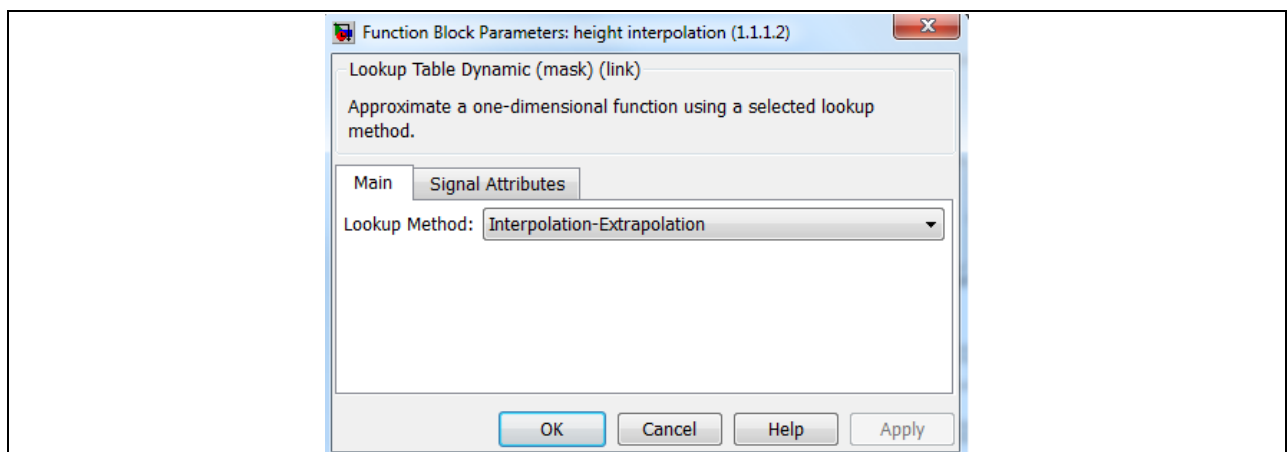 Function Block Parameters: height interpolation (1.1.1.2)
Lookup Table Dynamic (mask) (link)
Approximate a one-dimensional function using a selected lookup
method.
Main Signal Attributes
Lookup Method: Interpolation-Extrapolation
OK Cancel Help Apply